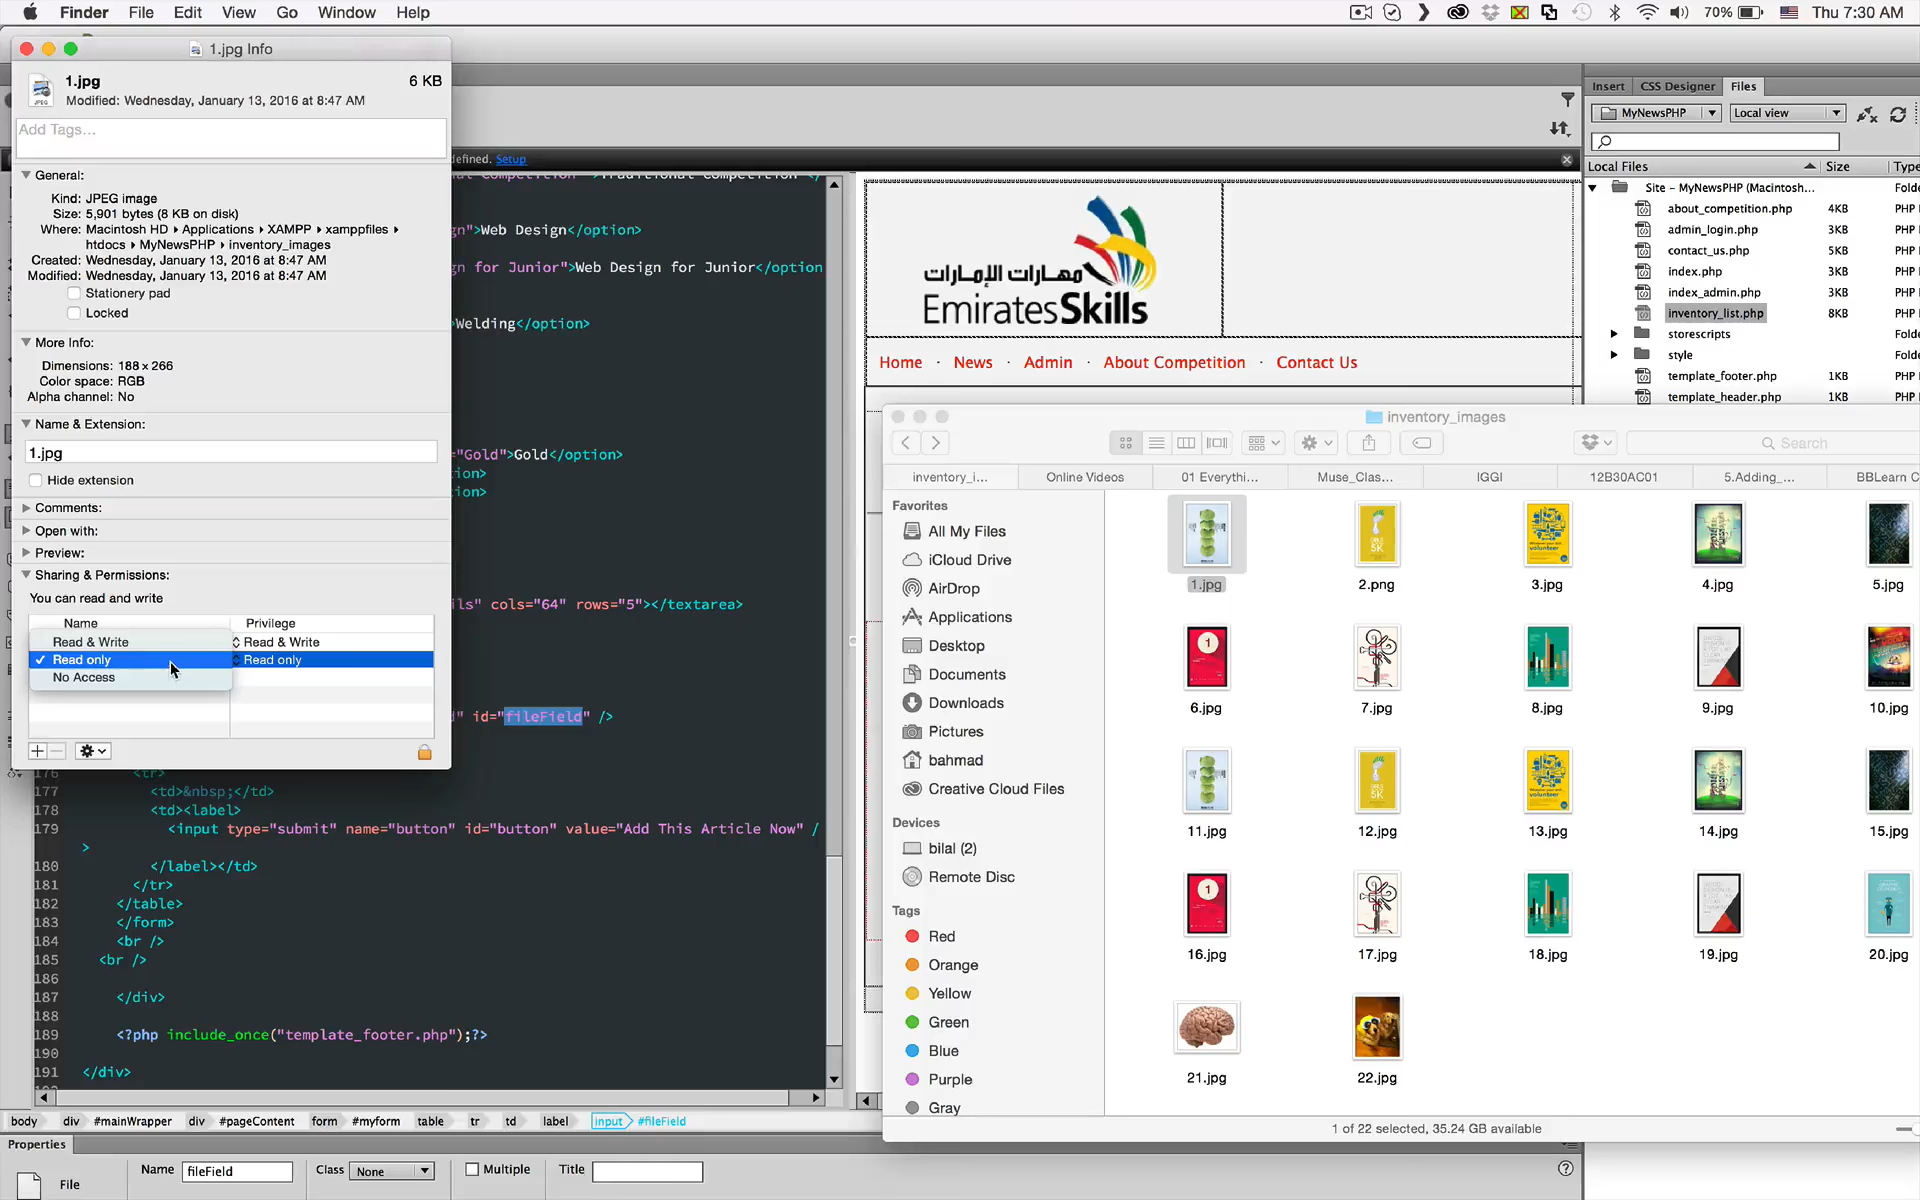 Finder File Edit View Go Window Help
70% Thu 7:30 AM
1.jpg Info
1.jpg 6 KB
Modified: Wednesday, January 13, 2016 at 8:47 AM
Add Tags...
General:
Kind: JPEG image
Size: 5,901 bytes (8 KB on disk)
Where: Macintosh HD ▸ Applications ▸ XAMPP ▸ xamppfiles ▸
htdocs ▸ MyNewsPHP ▸ inventory_images
Created: Wednesday, January 13, 2016 at 8:47 AM
Modified: Wednesday, January 13, 2016 at 8:47 AM
Stationery pad
Locked
More Info:
Dimensions: 188 × 266
Color space: RGB
Alpha channel: No
Name & Extension:
1.jpg
Hide extension
Comments:
Open with:
Preview:
Sharing & Permissions:
You can read and write
Name Privilege
Read & Write Read & Write
✓ Read only Read only
No Access
efined. Setup
gn">Web Design</option>
gn for Junior">Web Design for Junior</option
Welding</option>
="Gold">Gold</option>
tion>
tion>
ils" cols="64" rows="5"></textarea>
" id="fileField" />
176 <tr>
177 <td>&nbsp;</td>
178 <td><label>
179 <input type="submit" name="button" id="button" value="Add This Article Now" /
>
180 </label></td>
181 </tr>
182 </table>
183 </form>
184 <br />
185 <br />
186
187 </div>
188
189 <?php include_once("template_footer.php");?>
190
191 </div>
body div #mainWrapper div #pageContent form #myform table tr td label input #fileField
Properties
File
Name fileField Class None Multiple Title
مهارات الإمارات
EmiratesSkills
Home · News · Admin · About Competition · Contact Us
Insert CSS Designer Files
MyNewsPHP Local view
Local Files Size Type
Site - MyNewsPHP (Macintosh... Folde
about_competition.php 4KB PHP
admin_login.php 3KB PHP
contact_us.php 5KB PHP
index.php 3KB PHP
index_admin.php 3KB PHP
inventory_list.php 8KB PHP
storescripts Folde
style Folde
template_footer.php 1KB PHP
template_header.php 1KB PHP
inventory_images
Search
inventory_i... Online Videos 01 Everythi... Muse_Clas... IGGI 12B30AC01 5.Adding_... BBLearn C
Favorites
All My Files
iCloud Drive
AirDrop
Applications
Desktop
Documents
Downloads
Pictures
bahmad
Creative Cloud Files
Devices
bilal (2)
Remote Disc
Tags
Red
Orange
Yellow
Green
Blue
Purple
Gray
1.jpg 2.png 3.jpg 4.jpg 5.jpg
6.jpg 7.jpg 8.jpg 9.jpg 10.jpg
11.jpg 12.jpg 13.jpg 14.jpg 15.jpg
16.jpg 17.jpg 18.jpg 19.jpg 20.jpg
21.jpg 22.jpg
1 of 22 selected, 35.24 GB available